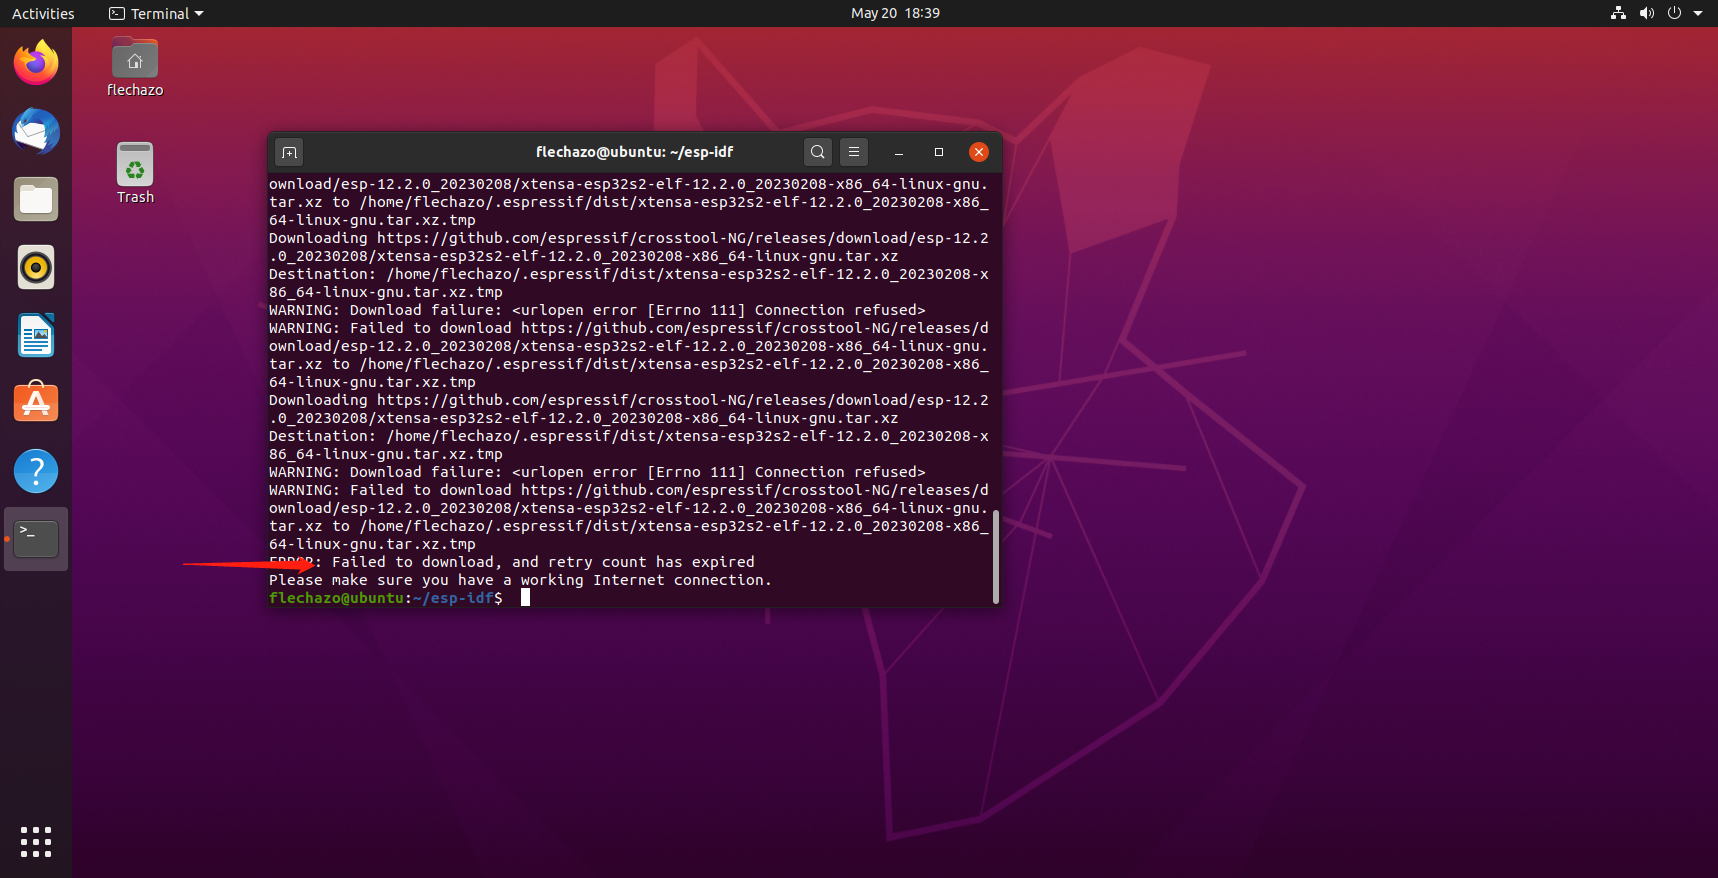 Activities
Terminal
May 20 18:39
flechazo
Trash
flechazo@ubuntu: ~/esp-idf
ownload/esp-12.2.0_20230208/xtensa-esp32s2-elf-12.2.0_20230208-x86_64-linux-gnu.
tar.xz to /home/flechazo/.espressif/dist/xtensa-esp32s2-elf-12.2.0_20230208-x86_
64-linux-gnu.tar.xz.tmp
Downloading https://github.com/espressif/crosstool-NG/releases/download/esp-12.2
.0_20230208/xtensa-esp32s2-elf-12.2.0_20230208-x86_64-linux-gnu.tar.xz
Destination: /home/flechazo/.espressif/dist/xtensa-esp32s2-elf-12.2.0_20230208-x
86_64-linux-gnu.tar.xz.tmp
WARNING: Download failure: <urlopen error [Errno 111] Connection refused>
WARNING: Failed to download https://github.com/espressif/crosstool-NG/releases/d
ownload/esp-12.2.0_20230208/xtensa-esp32s2-elf-12.2.0_20230208-x86_64-linux-gnu.
tar.xz to /home/flechazo/.espressif/dist/xtensa-esp32s2-elf-12.2.0_20230208-x86_
64-linux-gnu.tar.xz.tmp
Downloading https://github.com/espressif/crosstool-NG/releases/download/esp-12.2
.0_20230208/xtensa-esp32s2-elf-12.2.0_20230208-x86_64-linux-gnu.tar.xz
Destination: /home/flechazo/.espressif/dist/xtensa-esp32s2-elf-12.2.0_20230208-x
86_64-linux-gnu.tar.xz.tmp
WARNING: Download failure: <urlopen error [Errno 111] Connection refused>
WARNING: Failed to download https://github.com/espressif/crosstool-NG/releases/d
ownload/esp-12.2.0_20230208/xtensa-esp32s2-elf-12.2.0_20230208-x86_64-linux-gnu.
tar.xz to /home/flechazo/.espressif/dist/xtensa-esp32s2-elf-12.2.0_20230208-x86_
64-linux-gnu.tar.xz.tmp
ERROR: Failed to download, and retry count has expired
Please make sure you have a working Internet connection.
flechazo@ubuntu:~/esp-idf$